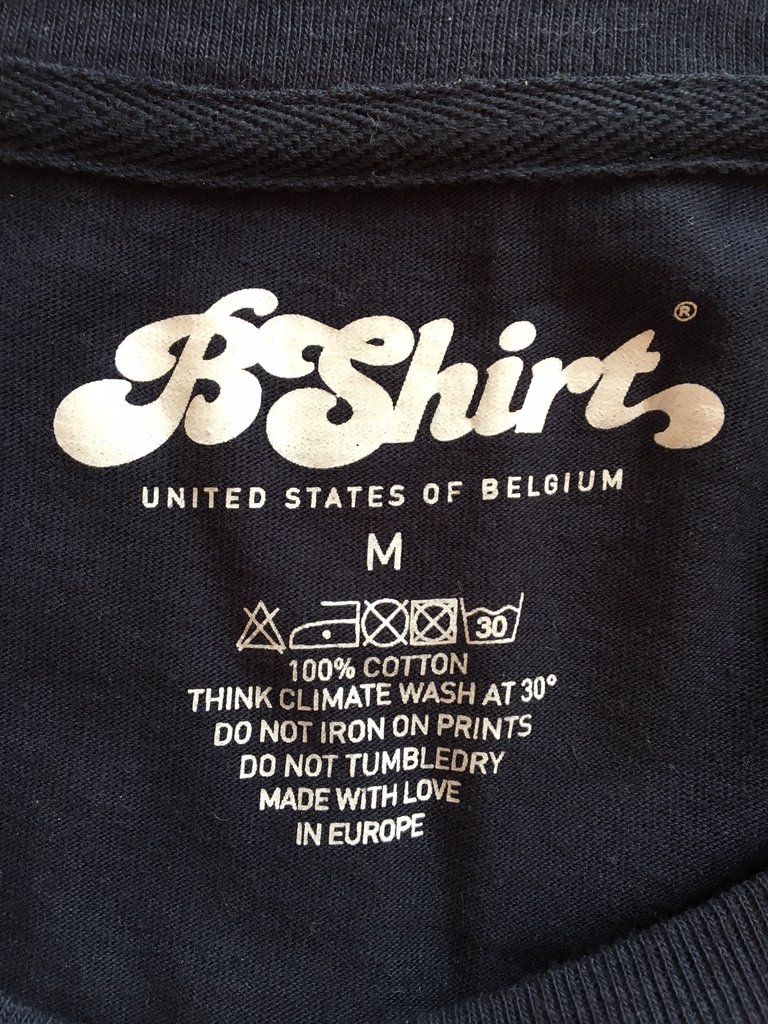 BShirt ®
UNITED STATES OF BELGIUM
M
30
100% COTTON
THINK CLIMATE WASH AT 30°
DO NOT IRON ON PRINTS
DO NOT TUMBLEDRY
MADE WITH LOVE
IN EUROPE